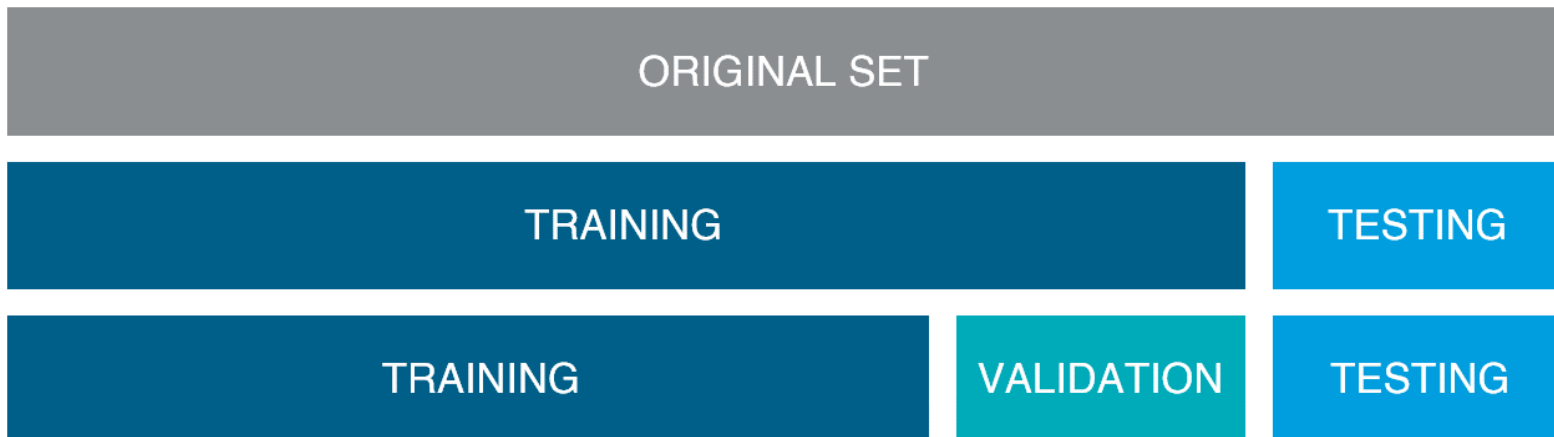 ORIGINAL SET
TRAINING TESTING
TRAINING VALIDATION TESTING